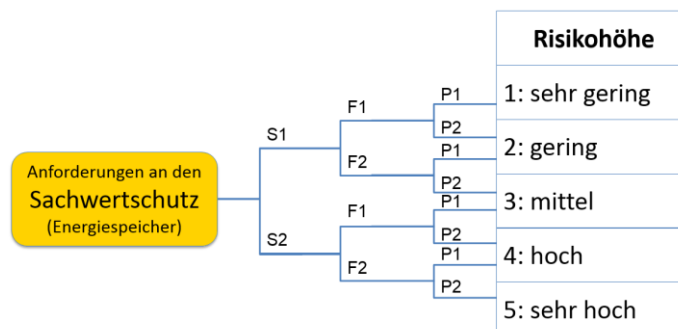 Risikohöhe
P1
1: sehr gering
F1
P2
S1
P1
2: gering
F2
Anforderungen an den
Sachwertschutz
(Energiespeicher)
P2
3: mittel
P1
F1
P2
S2
4: hoch
P1
F2
P2
5: sehr hoch